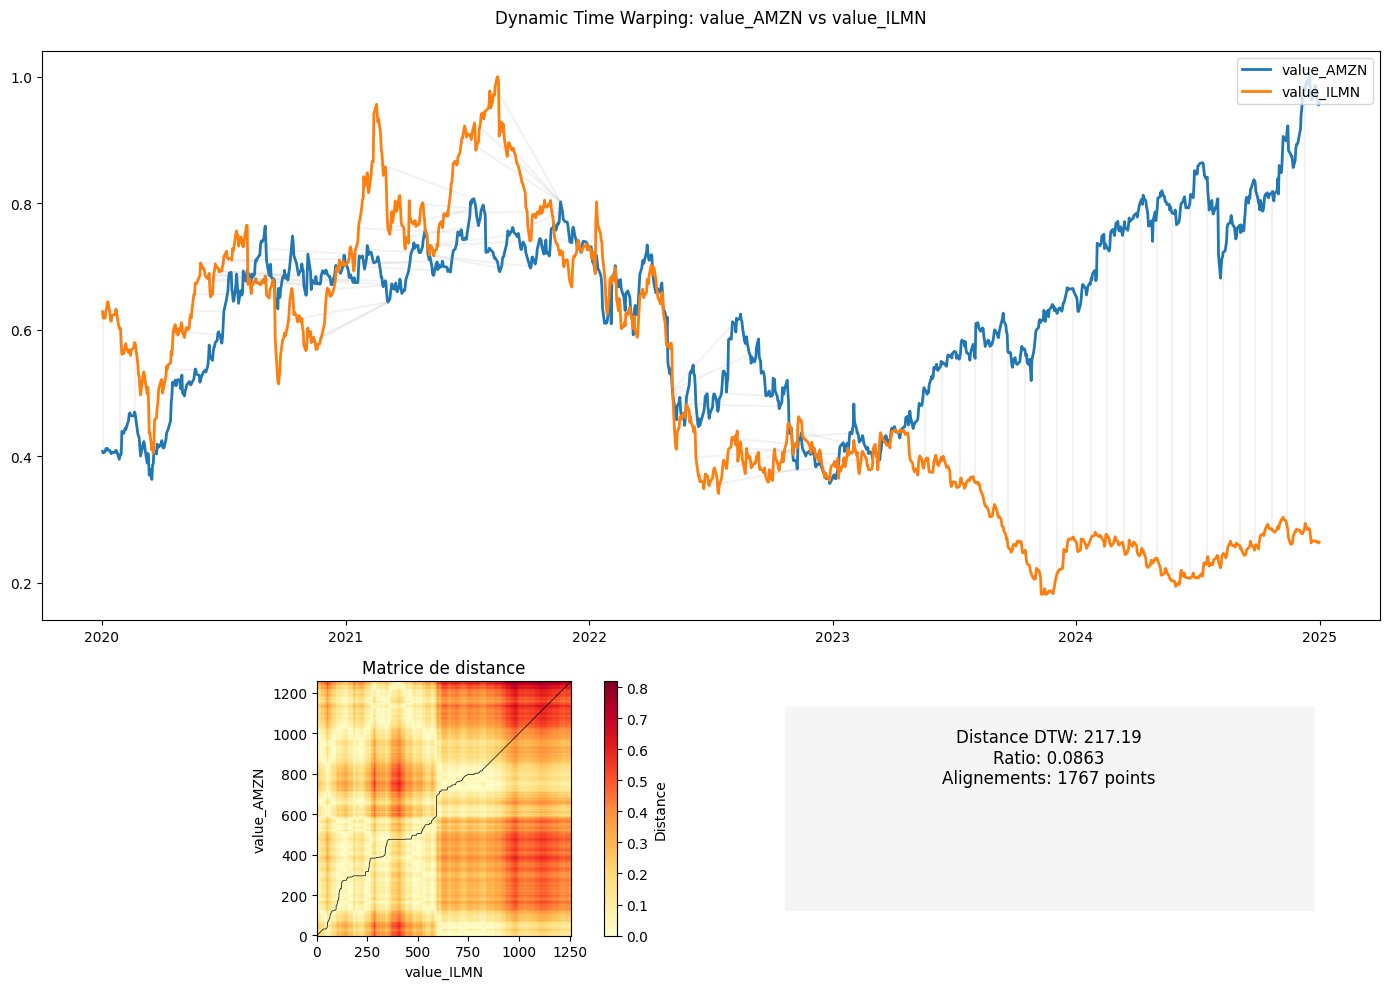 Dynamic Time Warping: value_AMZN vs value_ILMN
value_AMZN
value_ILMN
1.0
0.8
0.6
0.4
0.2
2020 2021 2022 2023 2024 2025
Matrice de distance
1200
1000
800
600
400
200
0
value_AMZN
0 250 500 750 1000 1250
value_ILMN
0.8
0.7
0.6
0.5
0.4
0.3
0.2
0.1
0.0
Distance
Distance DTW: 217.19
Ratio: 0.0863
Alignements: 1767 points